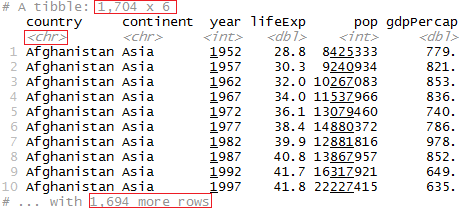 # A tibble: 1,704 x 6
country continent year lifeExp pop gdpPercap
<chr> <chr> <int> <dbl> <int> <dbl>
1 Afghanistan Asia 1952 28.8 8425333 779.
2 Afghanistan Asia 1957 30.3 9240934 821.
3 Afghanistan Asia 1962 32.0 10267083 853.
4 Afghanistan Asia 1967 34.0 11537966 836.
5 Afghanistan Asia 1972 36.1 13079460 740.
6 Afghanistan Asia 1977 38.4 14880372 786.
7 Afghanistan Asia 1982 39.9 12881816 978.
8 Afghanistan Asia 1987 40.8 13867957 852.
9 Afghanistan Asia 1992 41.7 16317921 649.
10 Afghanistan Asia 1997 41.8 22227415 635.
# ... with 1,694 more rows